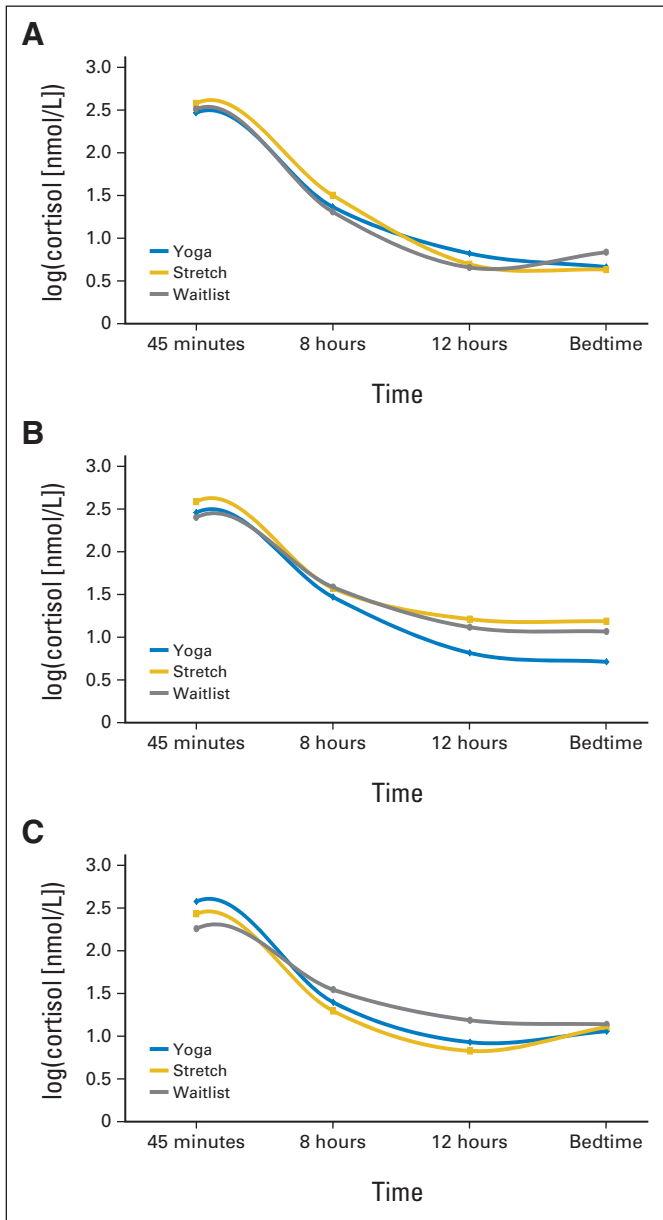 A
log(cortisol [nmol/L])
3.0
2.5
2.0
1.5
1.0
0.5
0
Yoga
Stretch
Waitlist
45 minutes 8 hours 12 hours Bedtime
Time
B
log(cortisol [nmol/L])
3.0
2.5
2.0
1.5
1.0
0.5
0
Yoga
Stretch
Waitlist
45 minutes 8 hours 12 hours Bedtime
Time
C
log(cortisol [nmol/L])
3.0
2.5
2.0
1.5
1.0
0.5
0
Yoga
Stretch
Waitlist
45 minutes 8 hours 12 hours Bedtime
Time